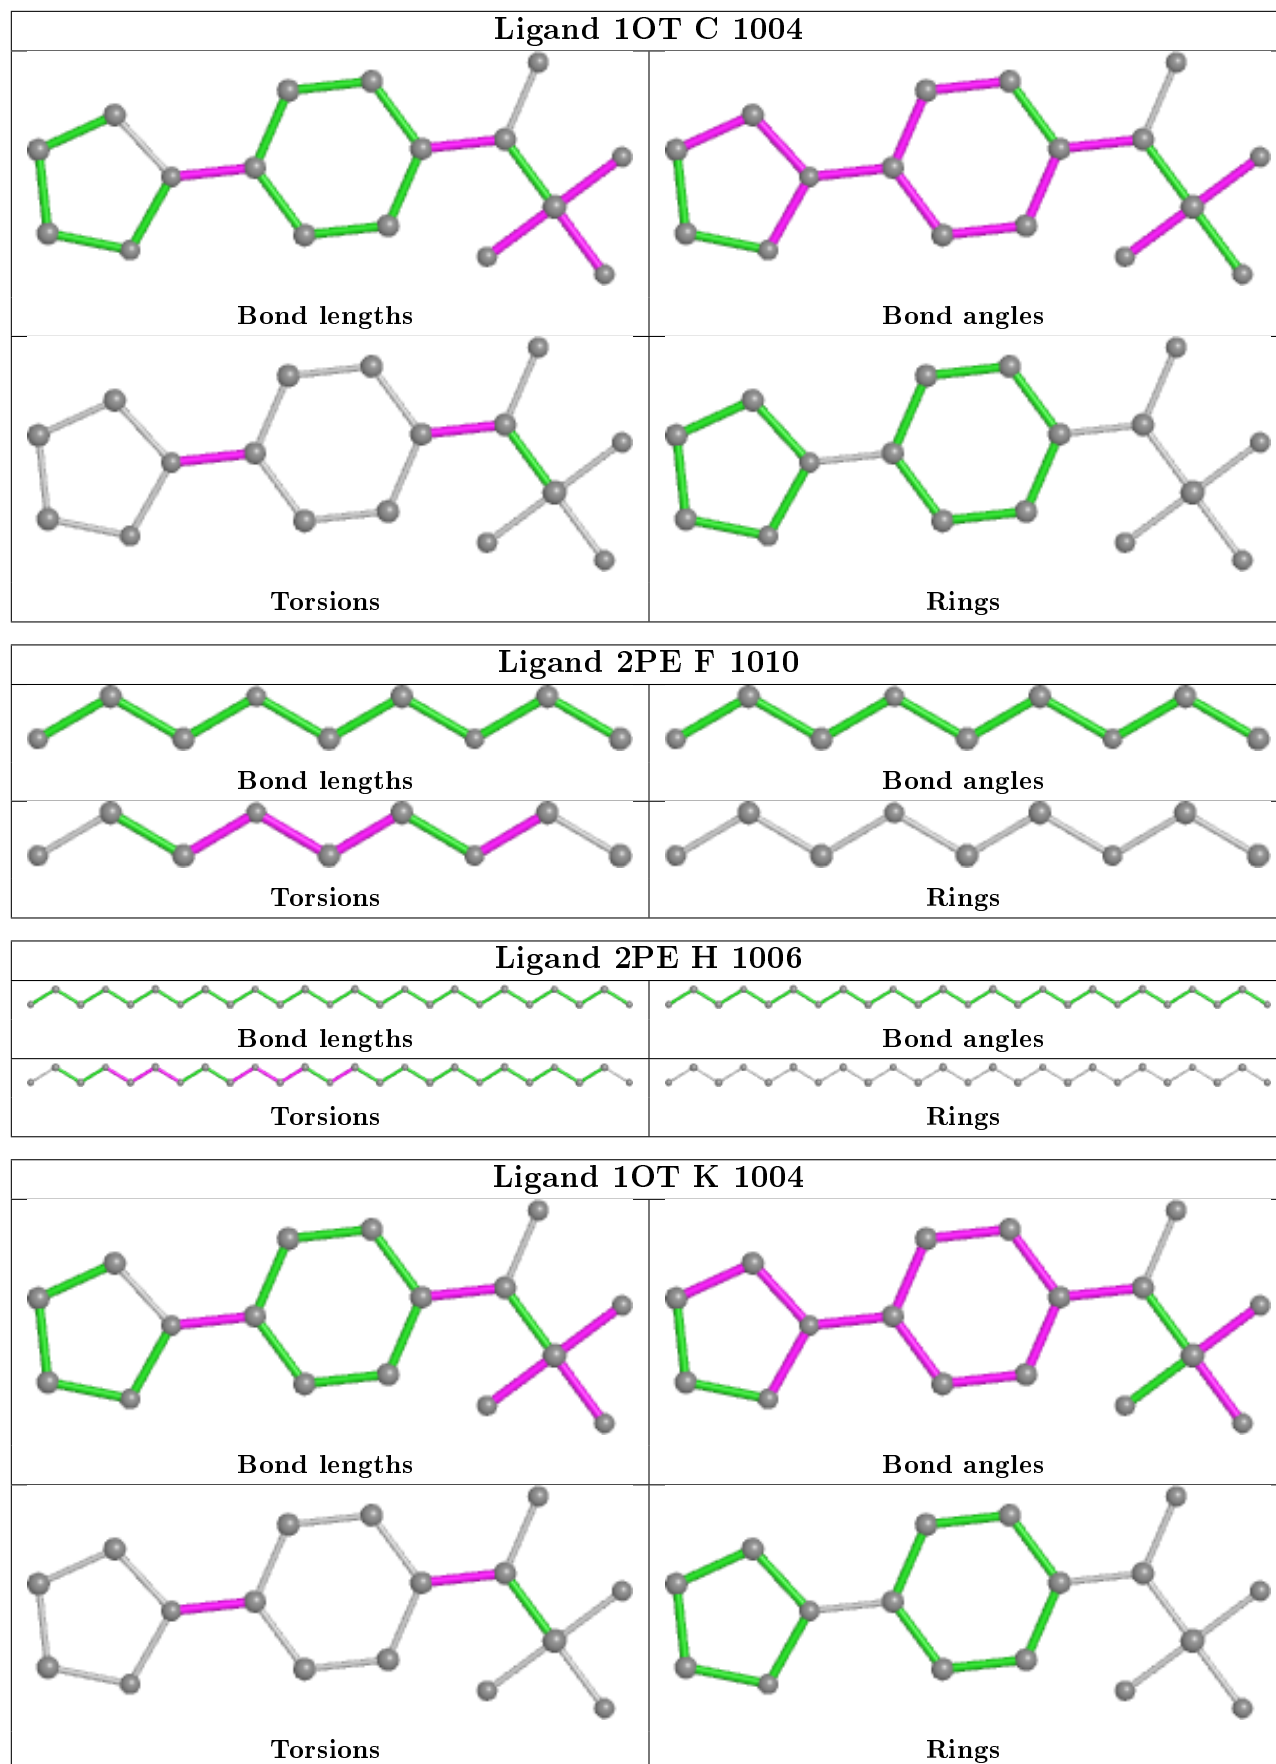 Ligand 1OT C 1004
Bond lengths
Bond angles
Torsions
Rings
Ligand 2PE F 1010
Bond lengths
Bond angles
Torsions
Rings
Ligand 2PE H 1006
Bond lengths
Bond angles
Torsions
Rings
Ligand 1OT K 1004
Bond lengths
Bond angles
Torsions
Rings